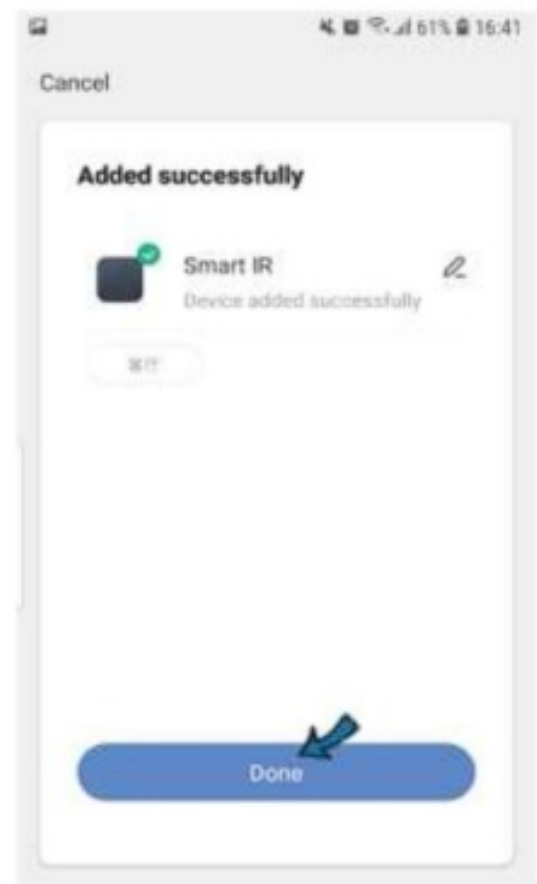 61% 16:41
Cancel
Added successfully
Smart IR
Device added successfully
Done